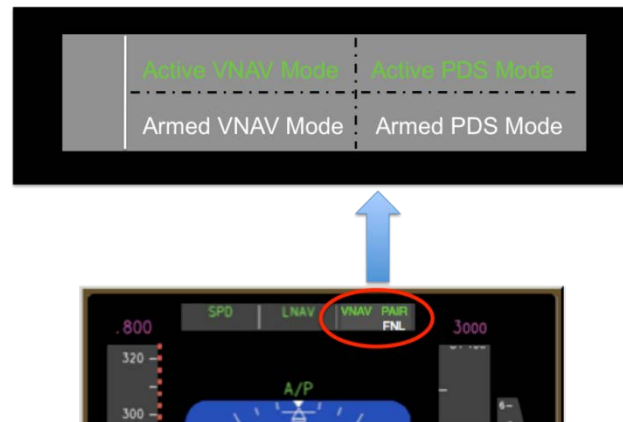 Active VNAV Mode Active PDS Mode
Armed VNAV Mode Armed PDS Mode
SPD LNAV VNAV PAIR
FNL
.800 3000
320
A/P
300
6